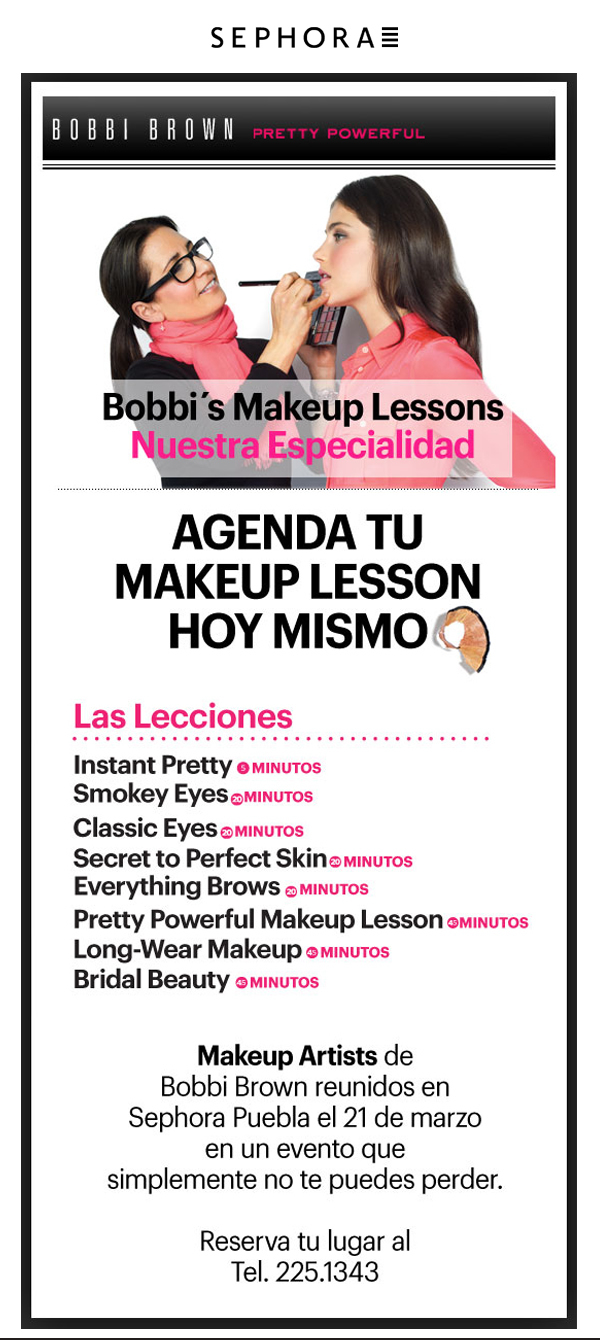 SEPHORA
BOBBI BROWN PRETTY POWERFUL
Bobbi´s Makeup Lessons
Nuestra Especialidad
AGENDA TU
MAKEUP LESSON
HOY MISMO
Las Lecciones
Instant Pretty 5 MINUTOS
Smokey Eyes 20 MINUTOS
Classic Eyes 20 MINUTOS
Secret to Perfect Skin 20 MINUTOS
Everything Brows 20 MINUTOS
Pretty Powerful Makeup Lesson 45 MINUTOS
Long-Wear Makeup 45 MINUTOS
Bridal Beauty 45 MINUTOS
Makeup Artists de
Bobbi Brown reunidos en
Sephora Puebla el 21 de marzo
en un evento que
simplemente no te puedes perder.
Reserva tu lugar al
Tel. 225.1343